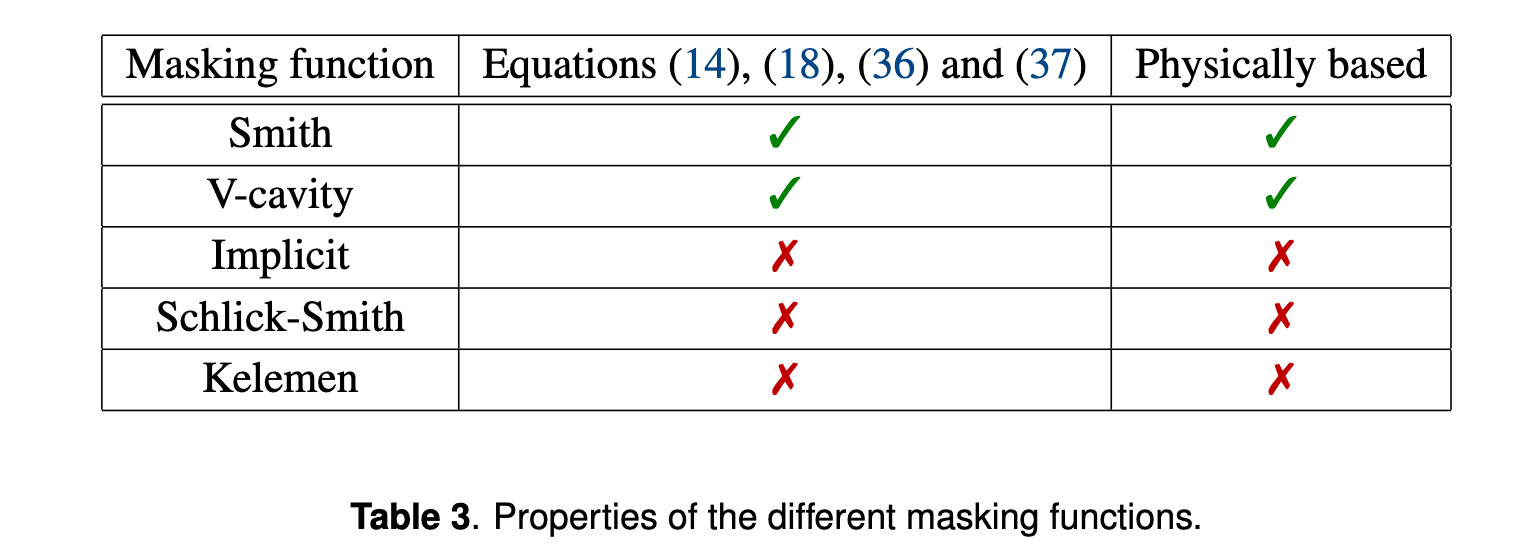 Masking function Equations (14), (18), (36) and (37) Physically based
Smith ✓ ✓
V-cavity ✓ ✓
Implicit ✗ ✗
Schlick-Smith ✗ ✗
Kelemen ✗ ✗
Table 3. Properties of the different masking functions.